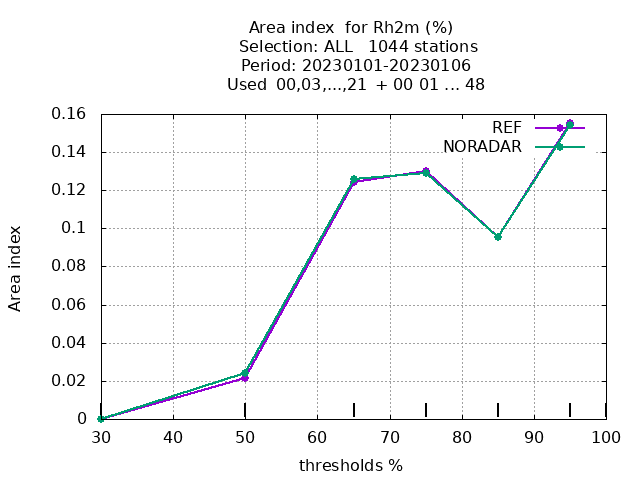 Area index  for Rh2m (%)
Selection: ALL   1044 stations
Period: 20230101-20230106
Used  00,03,...,21  + 00 01 ... 48
REF
NORADAR
0.16
0.14
0.12
0.1
0.08
0.06
0.04
0.02
0
Area index
30 40 50 60 70 80 90 100
thresholds %